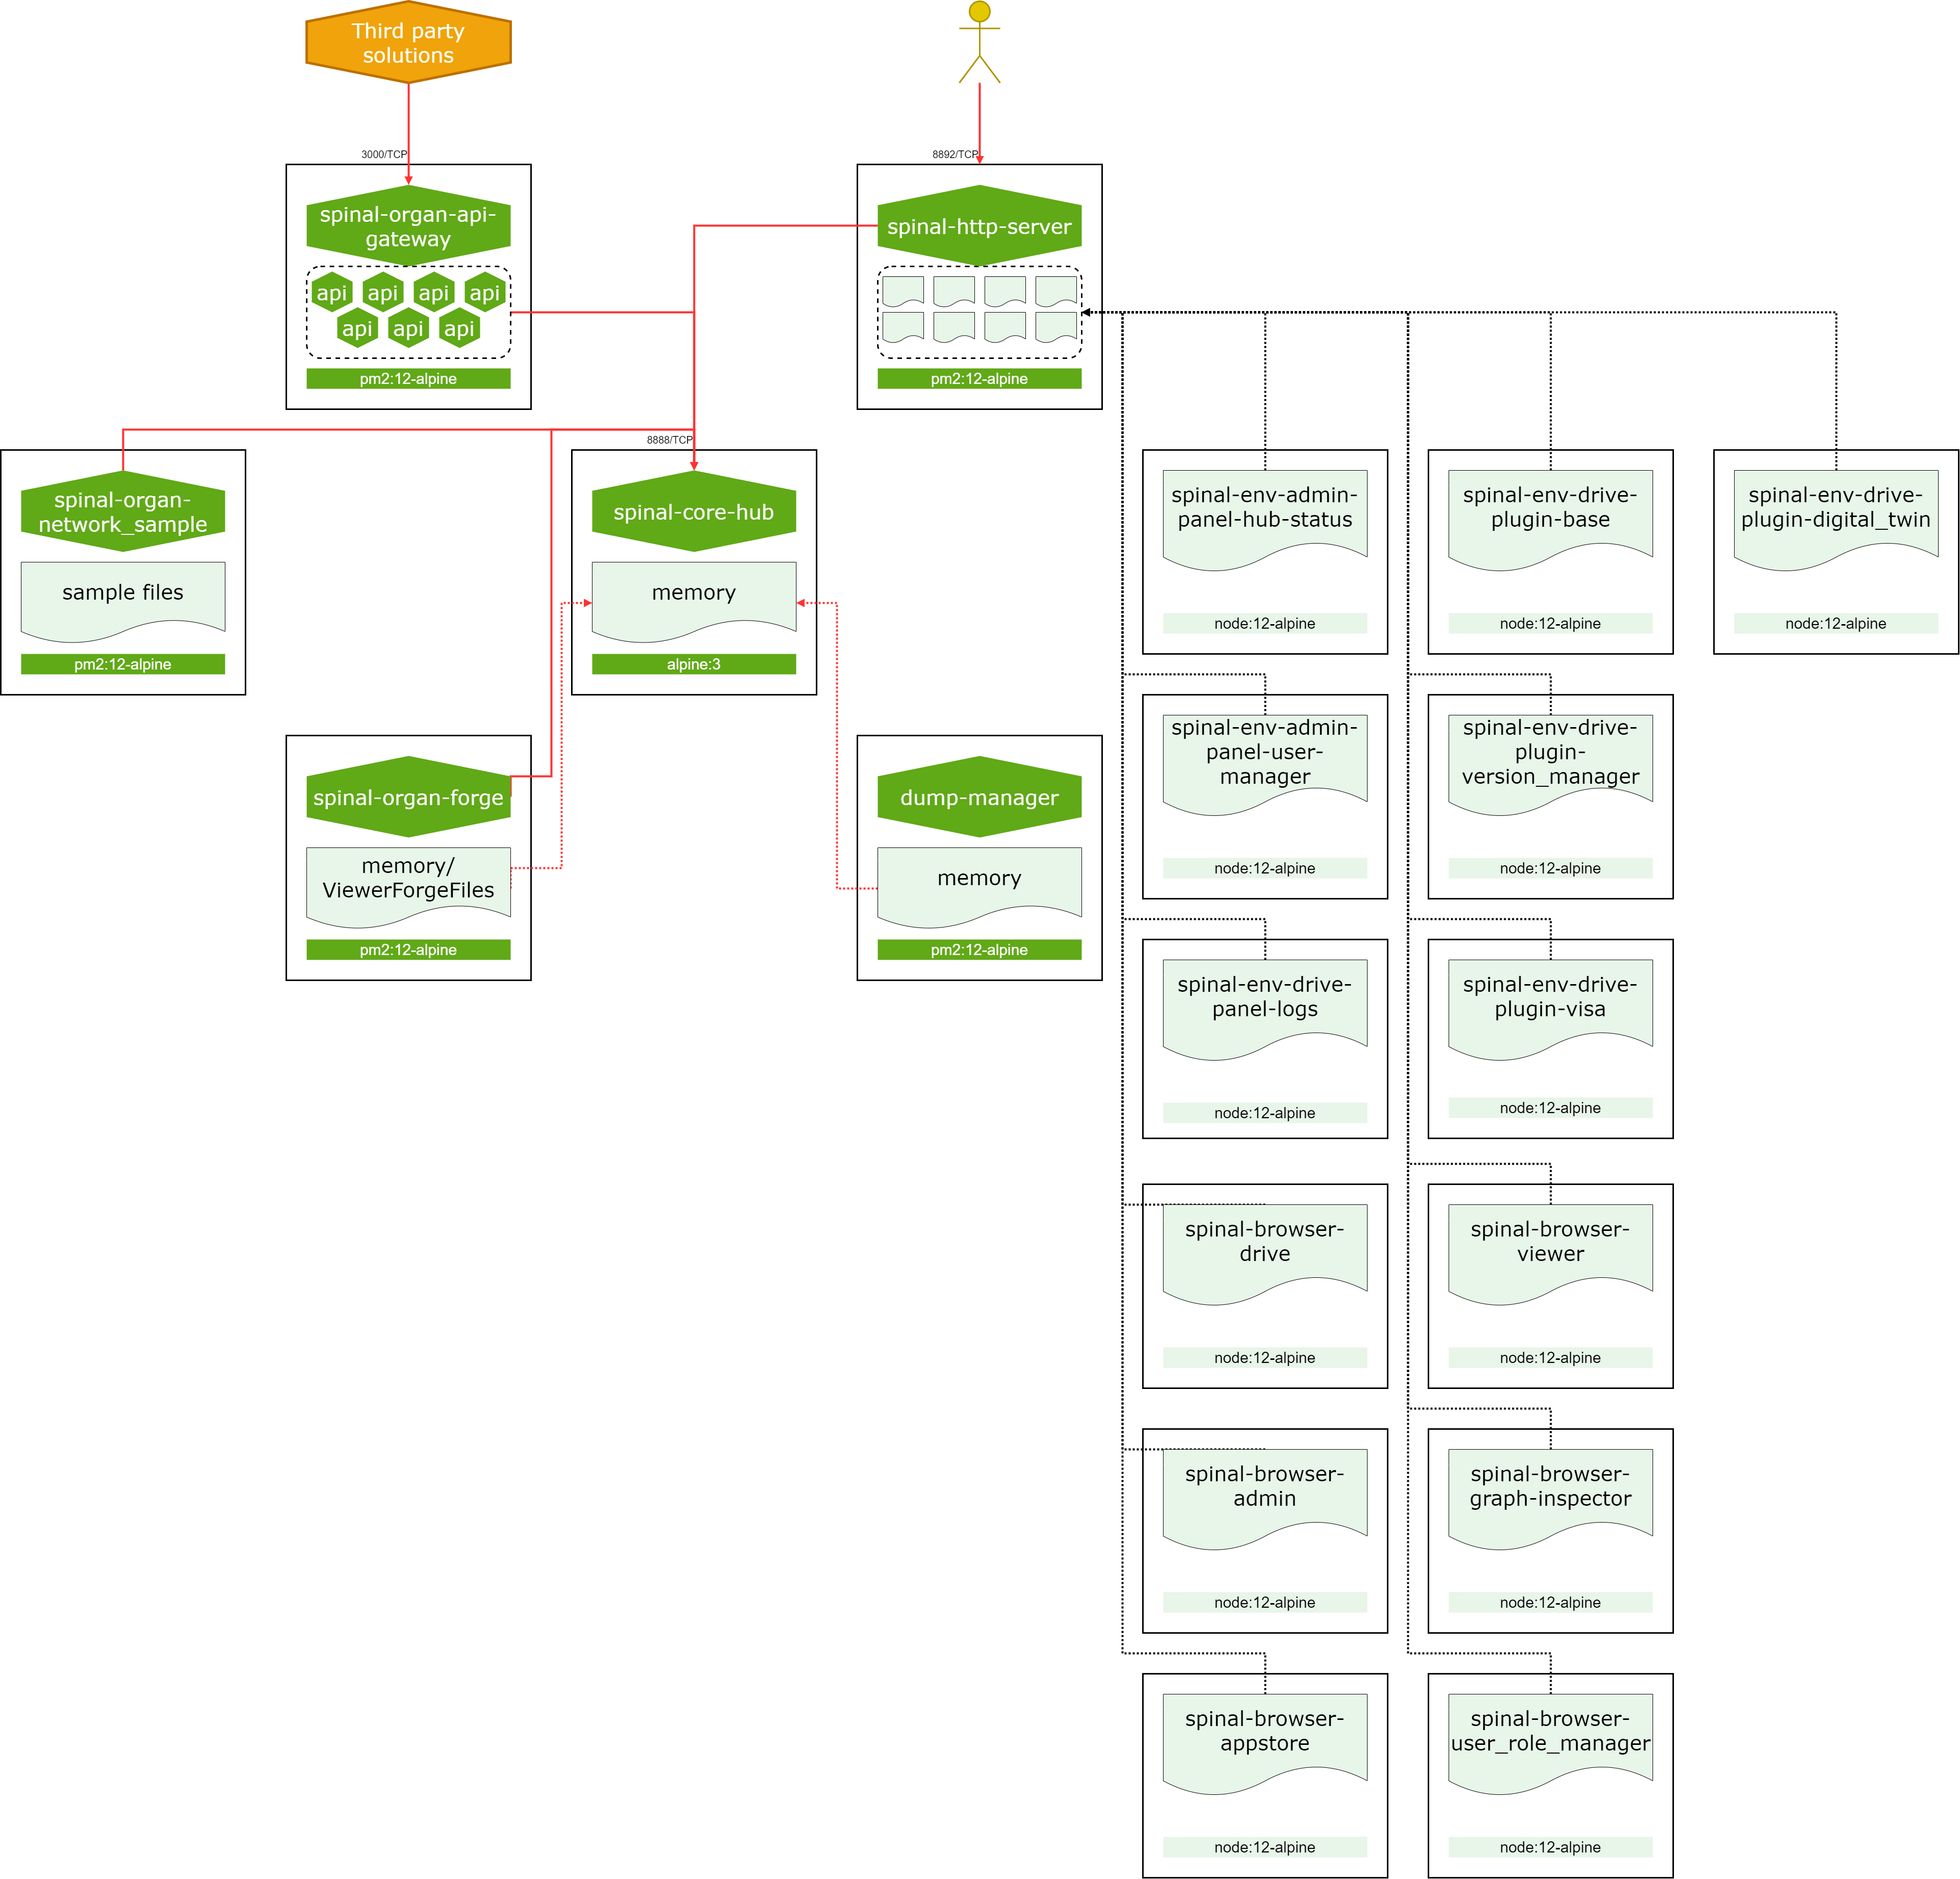 Third party
solutions
3000/TCP
8892/TCP
spinal-organ-api-
gateway
api
api
api
api
api
api
api
pm2:12-alpine
spinal-http-server
pm2:12-alpine
8888/TCP
spinal-organ-
network_sample
sample files
pm2:12-alpine
spinal-core-hub
memory
alpine:3
spinal-env-admin-
panel-hub-status
node:12-alpine
spinal-env-drive-
plugin-base
node:12-alpine
spinal-env-drive-
plugin-digital_twin
node:12-alpine
spinal-organ-forge
memory/
ViewerForgeFiles
pm2:12-alpine
dump-manager
memory
pm2:12-alpine
spinal-env-admin-
panel-user-
manager
node:12-alpine
spinal-env-drive-
plugin-
version_manager
node:12-alpine
spinal-env-drive-
panel-logs
node:12-alpine
spinal-env-drive-
plugin-visa
node:12-alpine
spinal-browser-
drive
node:12-alpine
spinal-browser-
viewer
node:12-alpine
spinal-browser-
admin
node:12-alpine
spinal-browser-
graph-inspector
node:12-alpine
spinal-browser-
appstore
node:12-alpine
spinal-browser-
user_role_manager
node:12-alpine